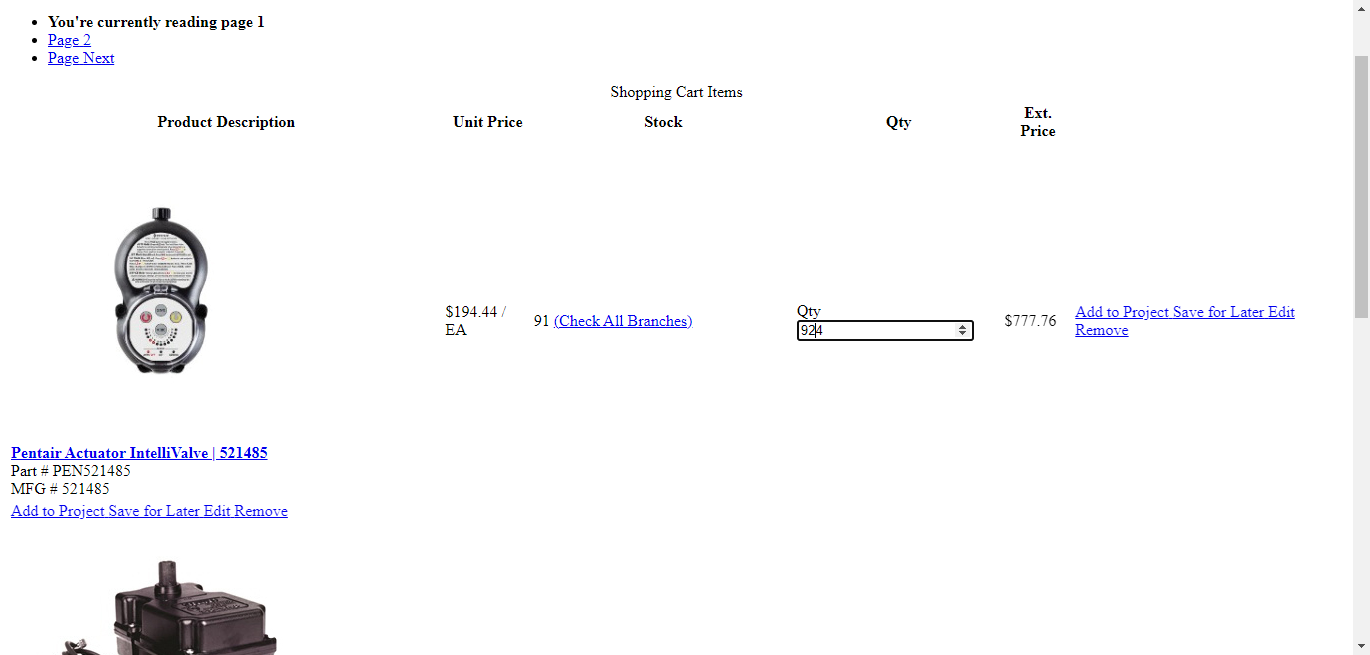 You're currently reading page 1
Page 2
Page Next
Shopping Cart Items
Product Description
Unit Price
Stock
Qty
Ext.
Price
$194.44 /
EA
91 (Check All Branches)
Qty
924
$777.76
Add to Project Save for Later Edit
Remove
Pentair Actuator IntelliValve | 521485
Part # PEN521485
MFG # 521485
Add to Project Save for Later Edit Remove